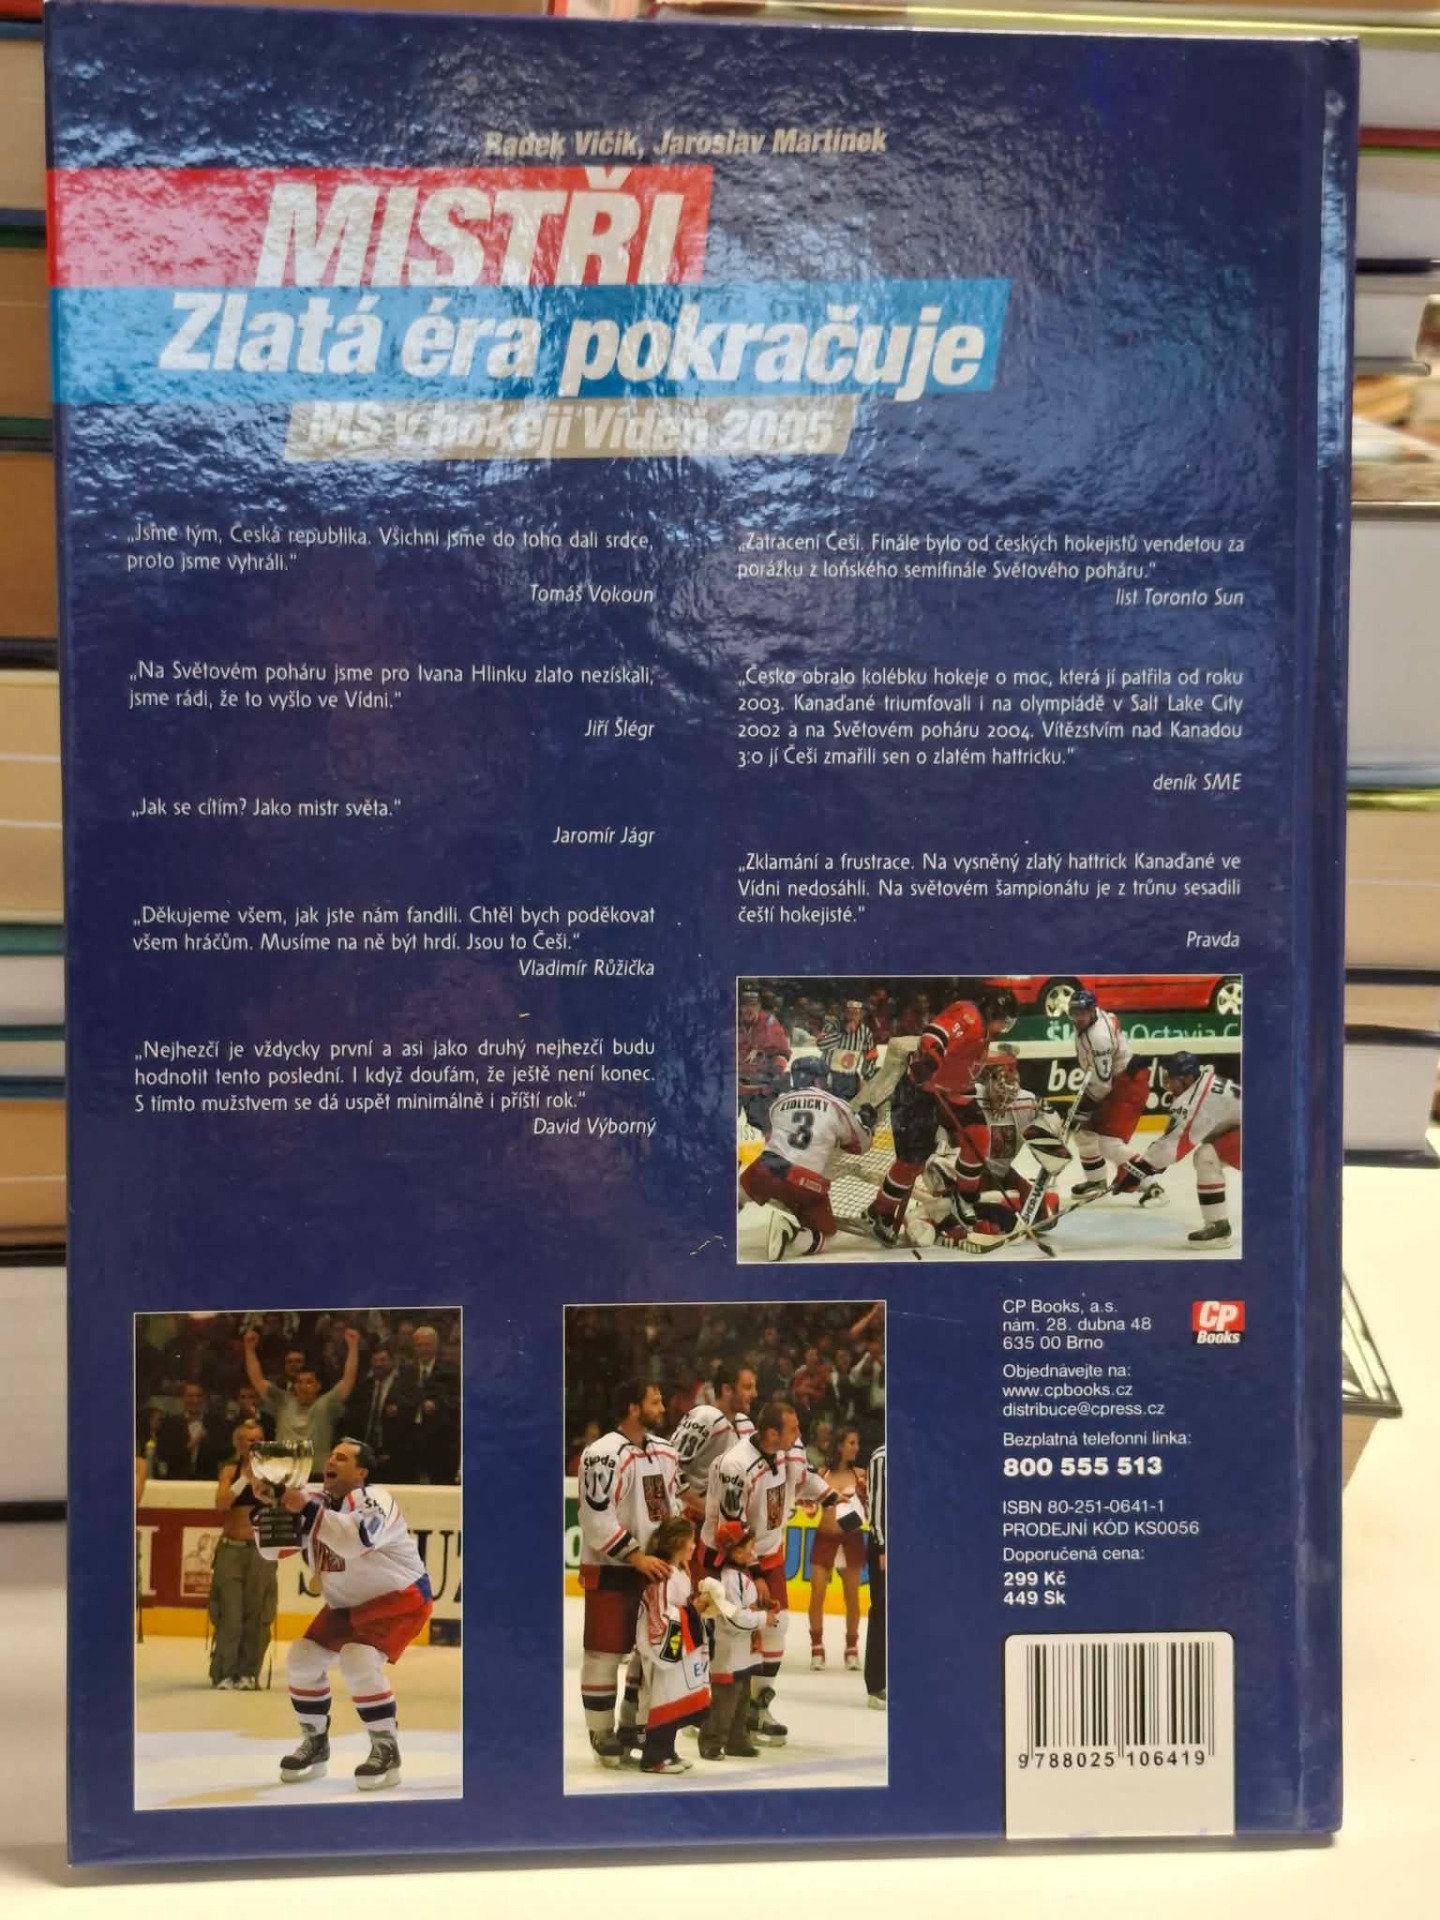 Radek Vičík, Jaroslav Martínek
MISTŘI
Zlatá éra pokračuje
MS v hokeji Vídeň 2005
„Jsme tým, Česká republika. Všichni jsme do toho dali srdce,
proto jsme vyhráli."
Tomáš Vokoun
„Na Světovém poháru jsme pro Ivana Hlinku zlato nezískali,
jsme rádi, že to vyšlo ve Vídni."
Jiří Šlégr
„Jak se cítím? Jako mistr světa."
Jaromír Jágr
„Děkujeme všem, jak jste nám fandili. Chtěl bych poděkovat
všem hráčům. Musíme na ně být hrdí. Jsou to Češi."
Vladimír Růžička
„Nejhezčí je vždycky první a asi jako druhý nejhezčí budu
hodnotit tento poslední. I když doufám, že ještě není konec.
S tímto mužstvem se dá uspět minimálně i příští rok."
David Výborný
„Zatracení Češi. Finále bylo od českých hokejistů vendetou za
porážku z loňského semifinále Světového poháru."
list Toronto Sun
„Česko obralo kolébku hokeje o moc, která jí patřila od roku
2003. Kanaďané triumfovali i na olympiádě v Salt Lake City
2002 a na Světovém poháru 2004. Vítězstvím nad Kanadou
3:0 jí Češi zmařili sen o zlatém hattricku."
deník SME
„Zklamání a frustrace. Na vysněný zlatý hattrick Kanaďané ve
Vídni nedosáhli. Na světovém šampionátu je z trůnu sesadili
čeští hokejisté."
Pravda
Octavia
ŽIDLICKÝ
3
Škoda
CP Books, a.s.
nám. 28. dubna 48
635 00 Brno
CP
Books
Objednávejte na:
www.cpbooks.cz
distribuce@cpress.cz
Bezplatná telefonní linka:
800 555 513
ISBN 80-251-0641-1
PRODEJNÍ KÓD KS0056
Doporučená cena:
299 Kč
449 Sk
9 788025 106419